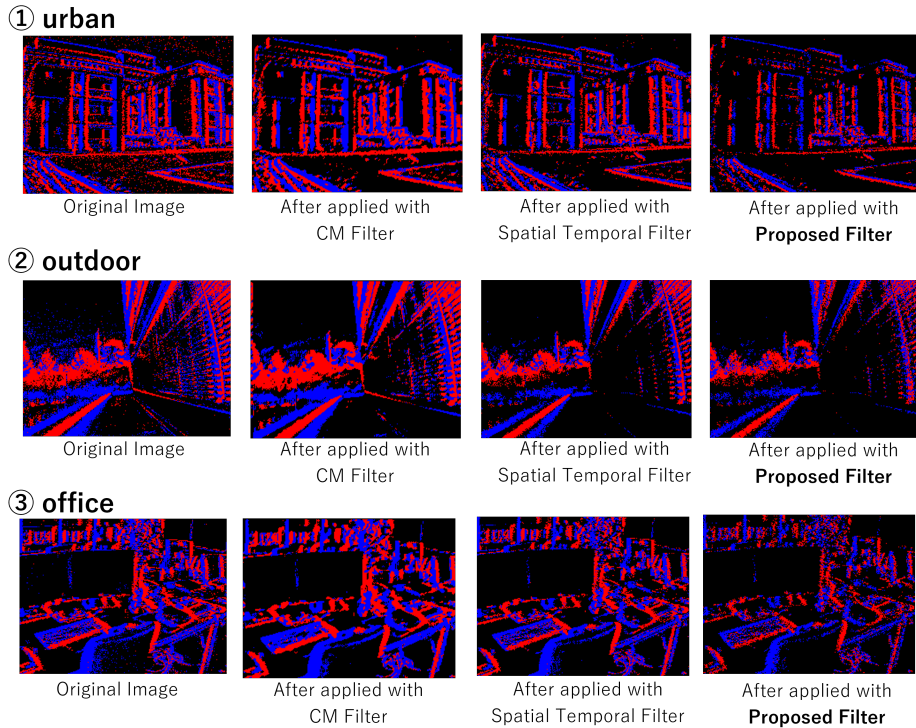 ① urban
Original Image
After applied with
CM Filter
After applied with
Spatial Temporal Filter
After applied with
Proposed Filter
② outdoor
Original Image
After applied with
CM Filter
After applied with
Spatial Temporal Filter
After applied with
Proposed Filter
③ office
Original Image
After applied with
CM Filter
After applied with
Spatial Temporal Filter
After applied with
Proposed Filter